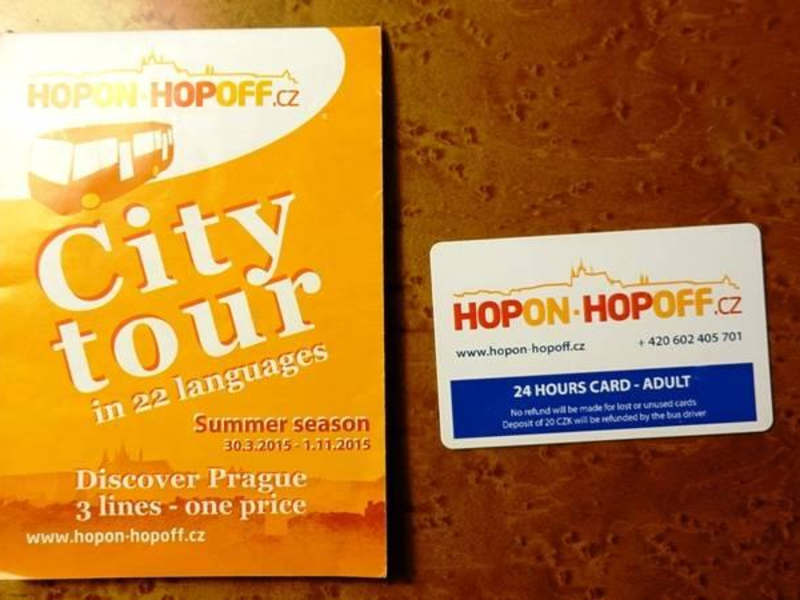 HOPON·HOPOFF.cz
City
tour
in 22 languages
Summer season
30.3.2015 - 1.11.2015
Discover Prague
3 lines - one price
www.hopon-hopoff.cz
HOPON·HOPOFF.cz
www.hopon-hopoff.cz + 420 602 405 701
24 HOURS CARD - ADULT
No refund will be made for lost or unused cards
Deposit of 20 CZK will be refunded by the bus driver